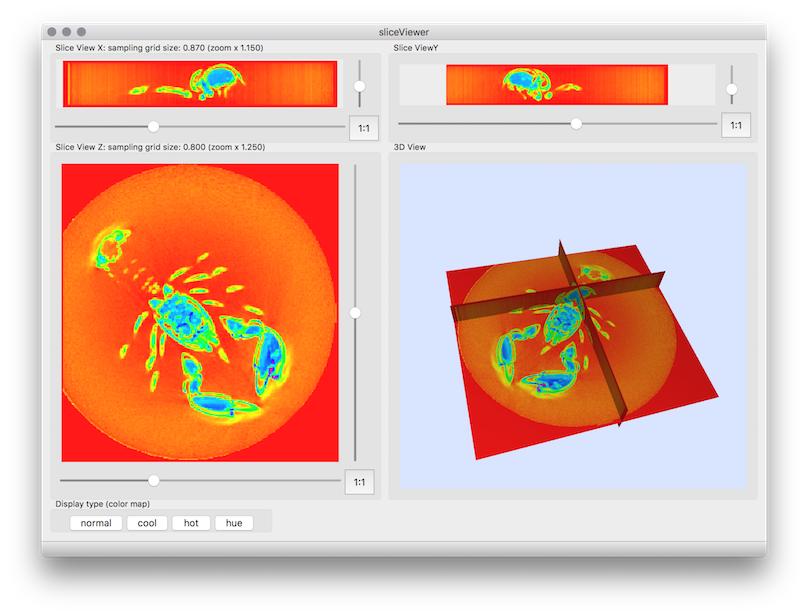 sliceViewer
Slice View X: sampling grid size: 0.870 (zoom x 1.150)
Slice ViewY
1:1
1:1
Slice View Z: sampling grid size: 0.800 (zoom x 1.250)
3D View
1:1
Display type (color map)
normal cool hot hue